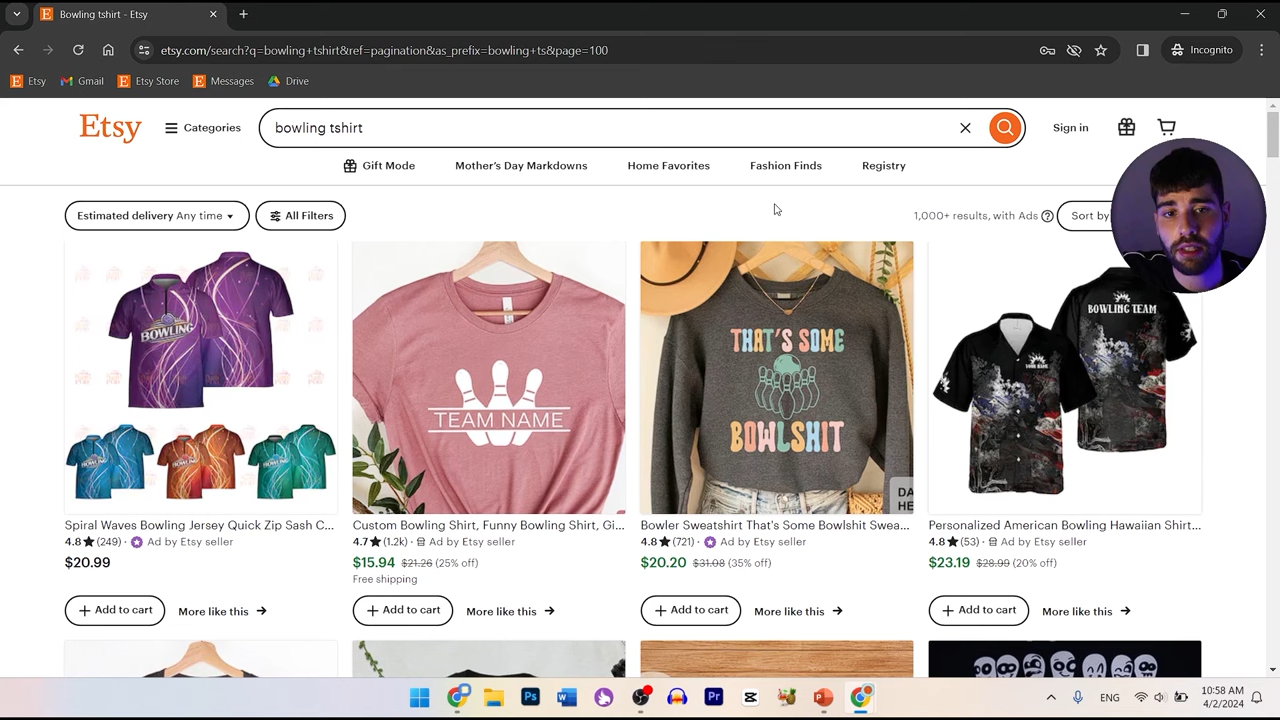 Bowling tshirt - Etsy
etsy.com/search?q=bowling+tshirt&ref=pagination&as_prefix=bowling+ts&page=100
Incognito
Etsy
Gmail
Etsy Store
Messages
Drive
Etsy
Categories
bowling tshirt
Sign in
Gift Mode
Mother's Day Markdowns
Home Favorites
Fashion Finds
Registry
Estimated delivery Any time
All Filters
1,000+ results, with Ads
Sort by
BOWLING
BOWLING
TEAM NAME
THAT'S SOME
BOWLSHIT
DA
HE
BOWLING TEAM
YOUR NAME
Spiral Waves Bowling Jersey Quick Zip Sash C...
4.8 (249) · Ad by Etsy seller
$20.99
Custom Bowling Shirt, Funny Bowling Shirt, Gi...
4.7 (1.2k) · Ad by Etsy seller
$15.94 $21.26 (25% off)
Free shipping
Bowler Sweatshirt That's Some Bowlshit Swea...
4.8 (721) · Ad by Etsy seller
$20.20 $31.08 (35% off)
Personalized American Bowling Hawaiian Shirt...
4.8 (53) · Ad by Etsy seller
$23.19 $28.99 (20% off)
+ Add to cart
More like this
+ Add to cart
More like this
+ Add to cart
More like this
+ Add to cart
More like this
Ps
W
Pr
P
ENG
10:58 AM
4/2/2024